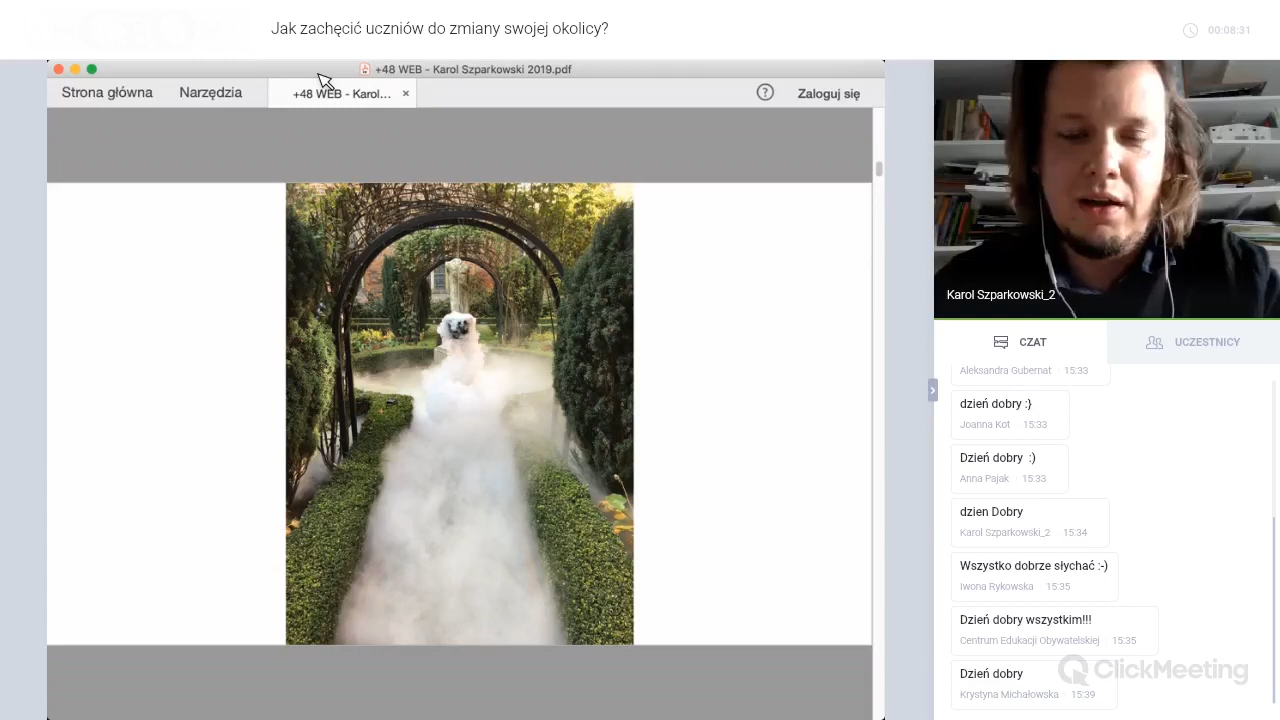 Jak zachęcić uczniów do zmiany swojej okolicy?
00:08:31
+48 WEB - Karol Szparkowski 2019.pdf
Strona główna
Narzędzia
+48 WEB - Karol...
×
?
Zaloguj się
Karol Szparkowski_2
CZAT
UCZESTNICY
Aleksandra Gubernat 15:33
dzień dobry :}
Joanna Kot 15:33
Dzień dobry :)
Anna Pajak 15:33
dzien Dobry
Karol Szparkowski_2 15:34
Wszystko dobrze słychać :-)
Iwona Rykowska 15:35
Dzień dobry wszystkim!!!
Centrum Edukacji Obywatelskiej 15:35
Dzień dobry
Krystyna Michałowska 15:39
ClickMeeting